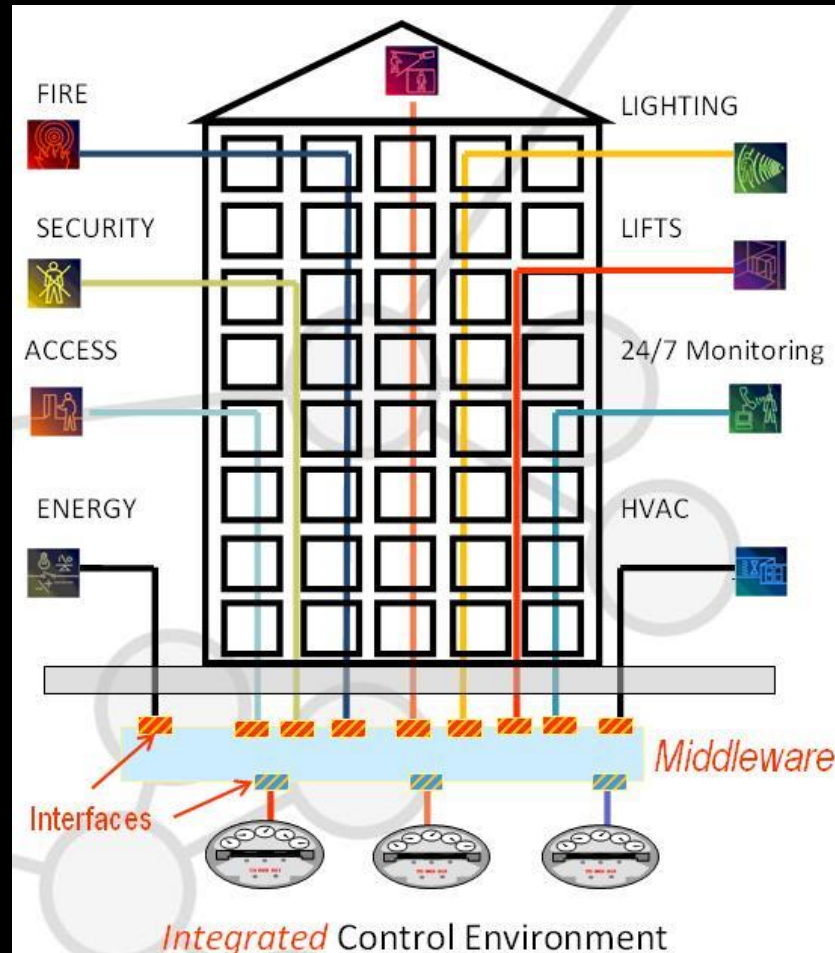 FIRE
LIGHTING
SECURITY
LIFTS
ACCESS
24/7 Monitoring
ENERGY
HVAC
Middleware
Interfaces
Integrated Control Environment